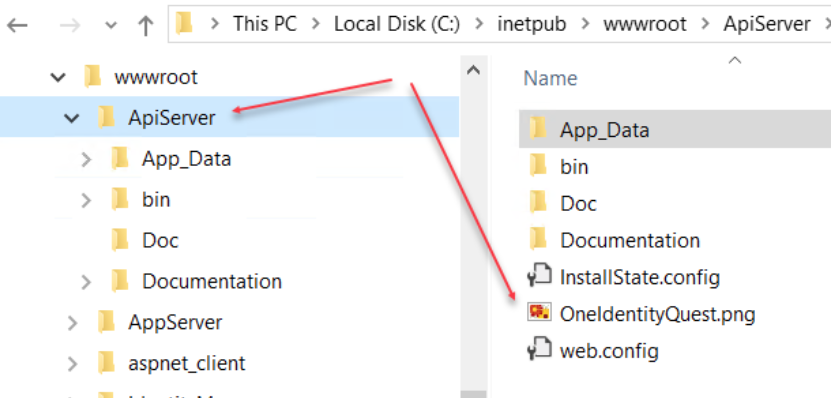 This PC > Local Disk (C:) > inetpub > wwwroot > ApiServer >
wwwroot
ApiServer
App_Data
bin
Doc
Documentation
AppServer
aspnet_client
Name
App_Data
bin
Doc
Documentation
InstallState.config
OneIdentityQuest.png
web.config